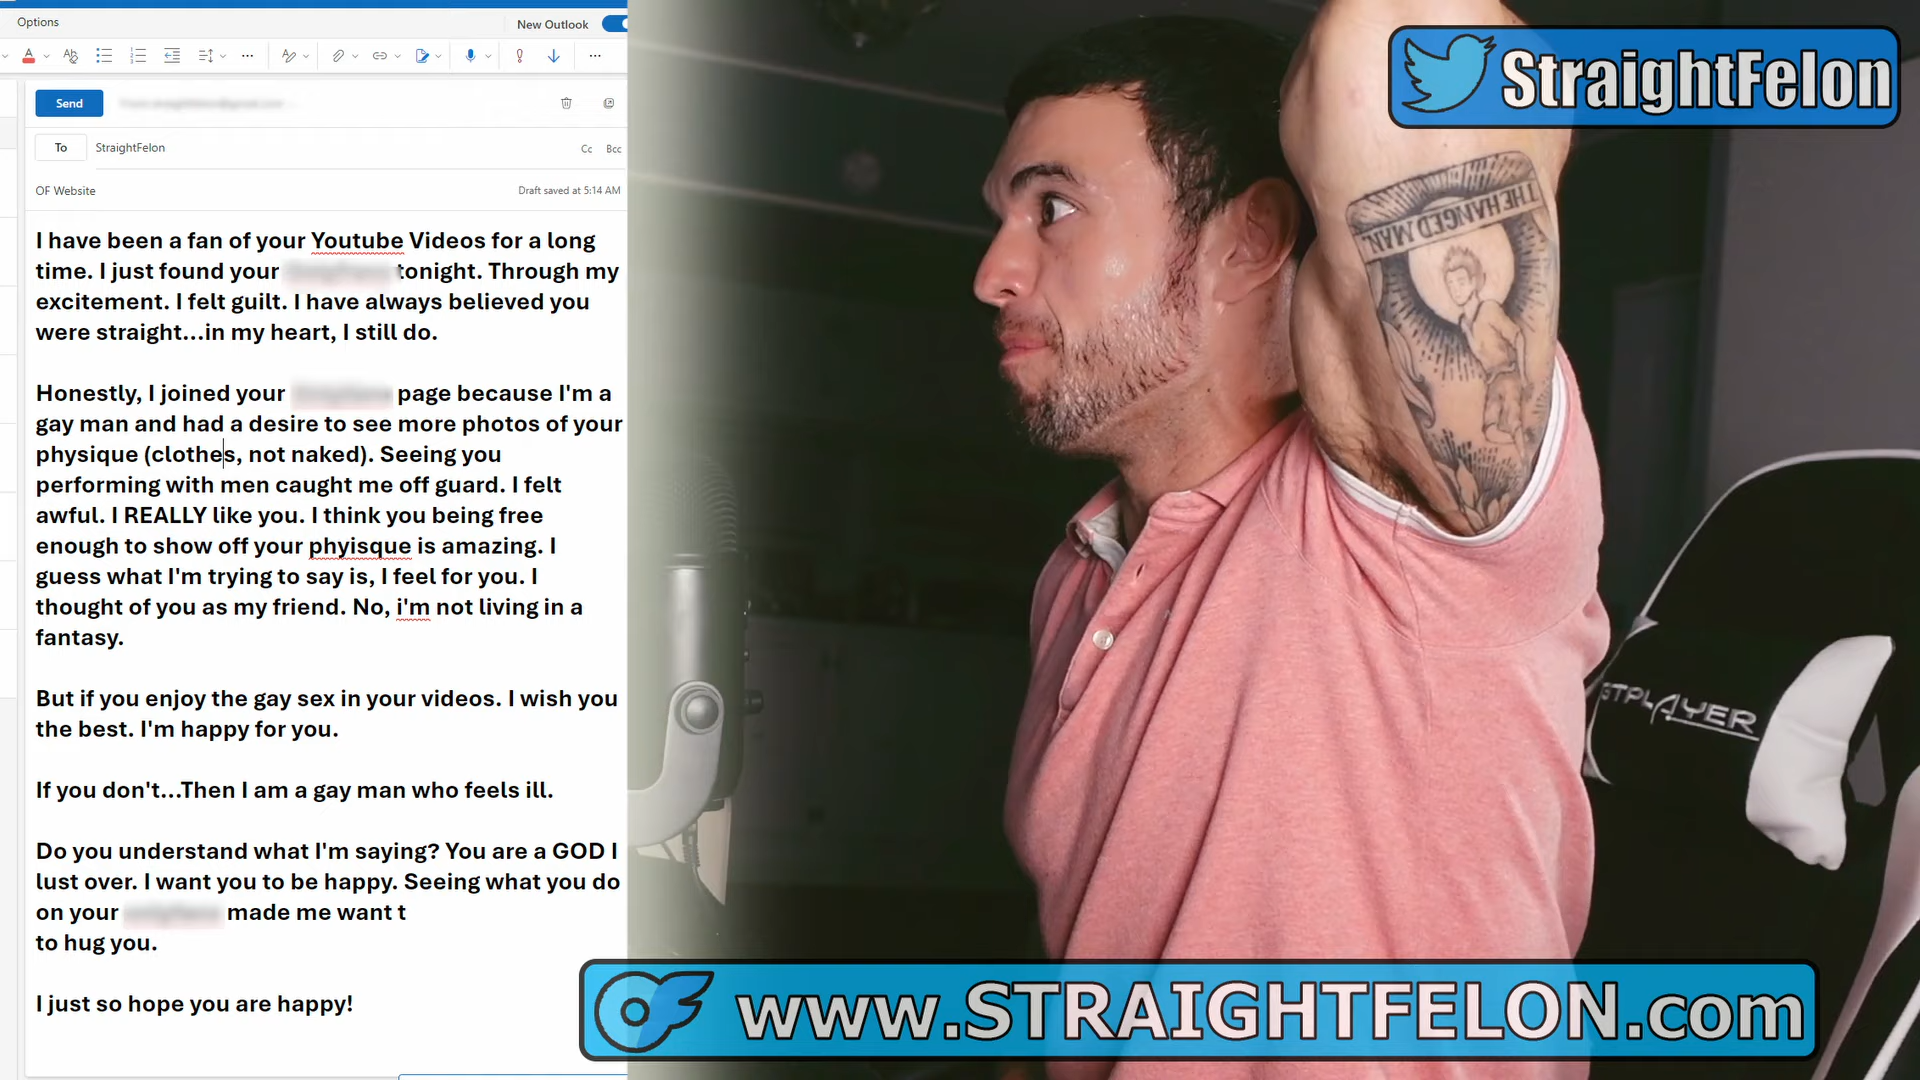 Options
New Outlook
Send
To
StraightFelon
Cc
Bcc
OF Website
Draft saved at 5:14 AM
I have been a fan of your Youtube Videos for a long
time. I just found your tonight. Through my
excitement. I felt guilt. I have always believed you
were straight...in my heart, I still do.
Honestly, I joined your page because I'm a
gay man and had a desire to see more photos of your
physique (clothes, not naked). Seeing you
performing with men caught me off guard. I felt
awful. I REALLY like you. I think you being free
enough to show off your phyisque is amazing. I
guess what I'm trying to say is, I feel for you. I
thought of you as my friend. No, i'm not living in a
fantasy.
But if you enjoy the gay sex in your videos. I wish you
the best. I'm happy for you.
If you don't...Then I am a gay man who feels ill.
Do you understand what I'm saying? You are a GOD I
lust over. I want you to be happy. Seeing what you do
on your made me want t
to hug you.
I just so hope you are happy!
StraightFelon
THE HANGED MAN
GTPLAYER
www.STRAIGHTFELON.com